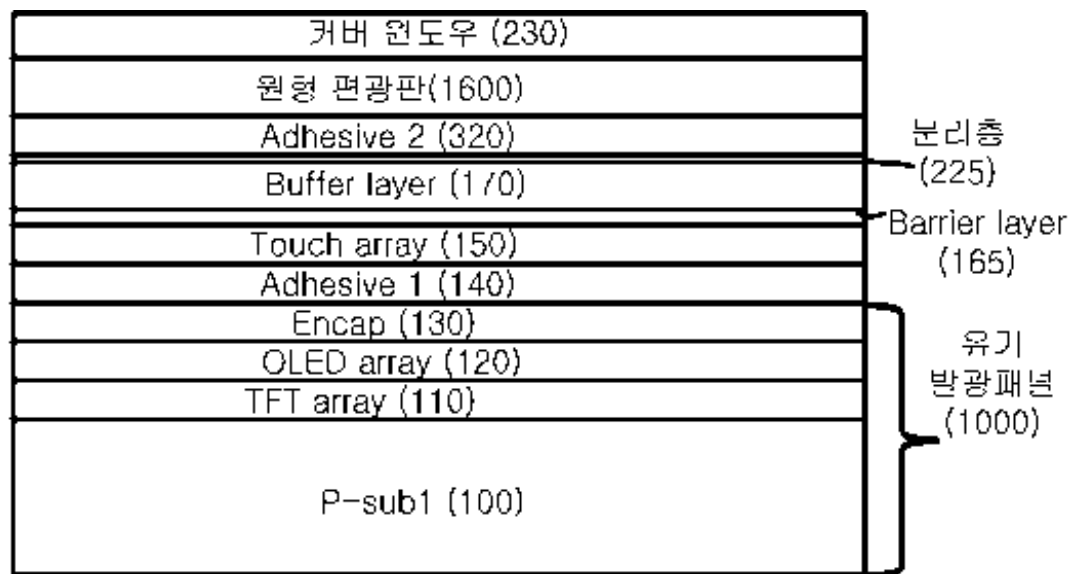 커버 윈도우 (230)
원형 편광판(1600)
Adhesive 2 (320)
분리층
(225)
Buffer layer (170)
Barrier layer
(165)
Touch array (150)
Adhesive 1 (140)
Encap (130)
OLED array (120)
TFT array (110)
유기
발광패널
(1000)
P-sub1 (100)